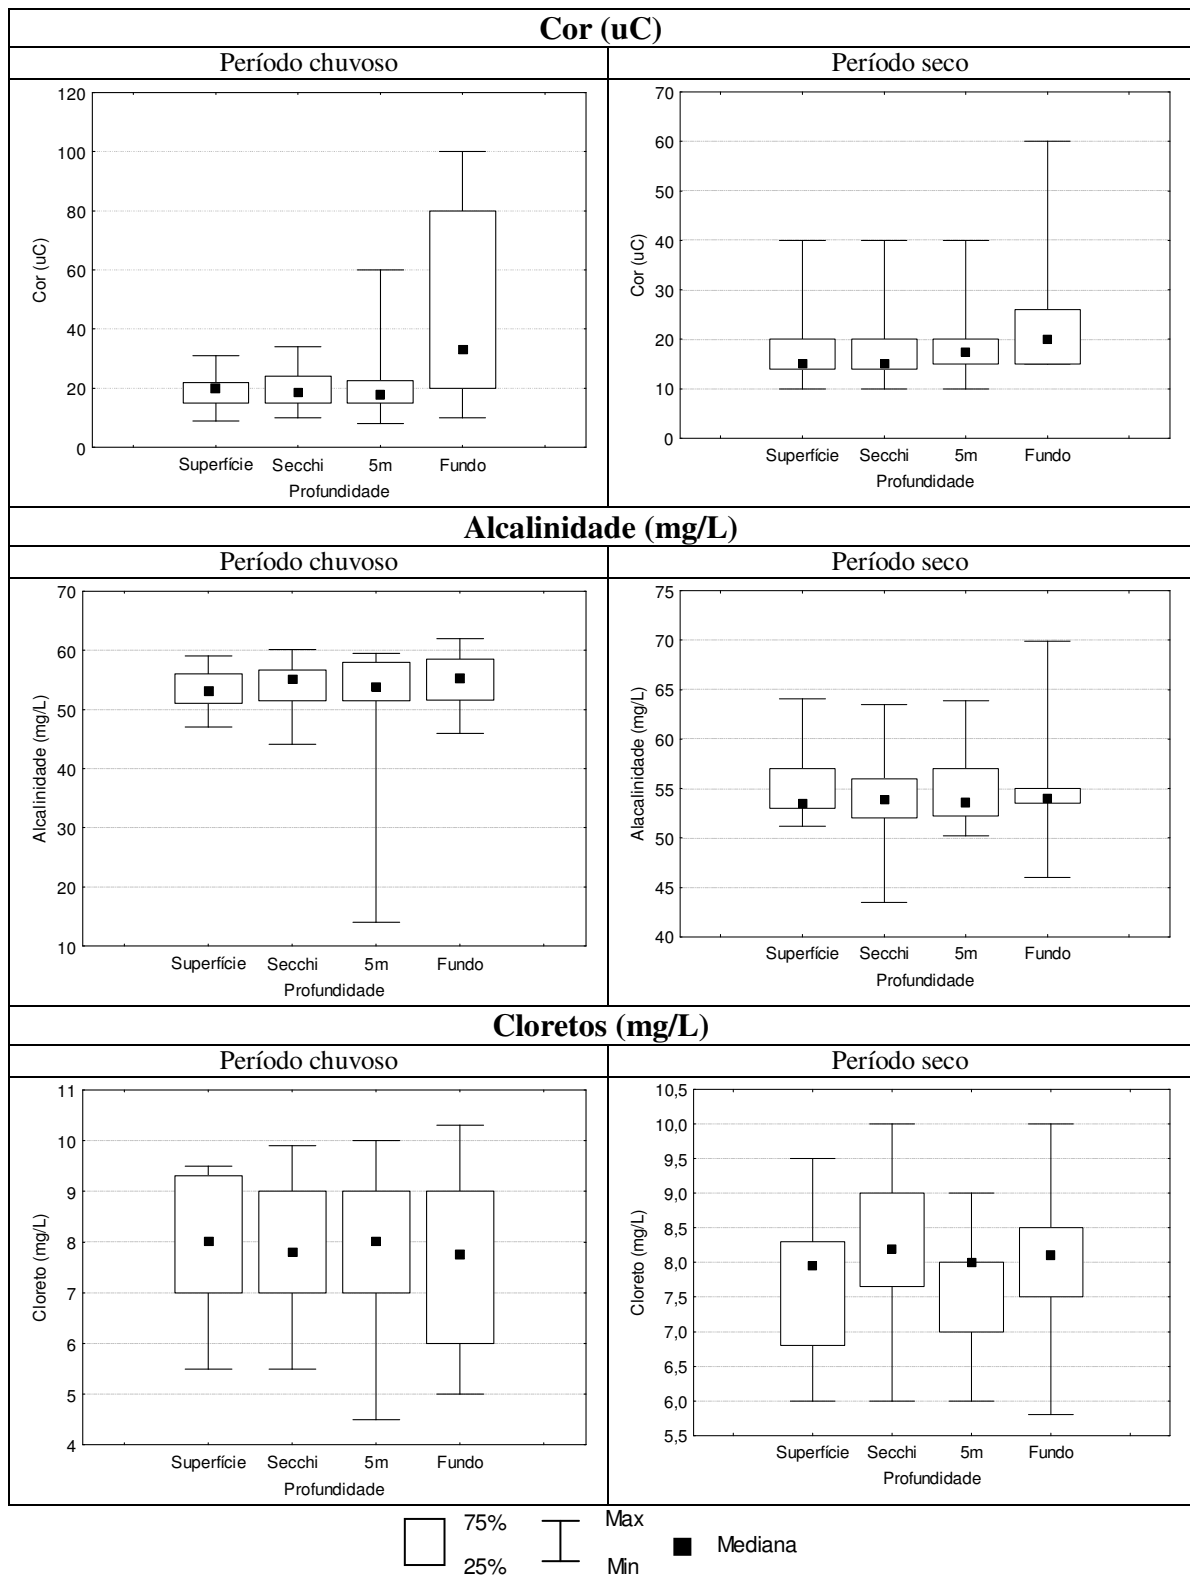 Cor (uC)
Período chuvoso
Período seco
120
100
80
60
40
20
0
Cor (uC)
Superfície Secchi 5m Fundo
Profundidade
70
60
50
40
30
20
10
0
Cor (uC)
Superfície Secchi 5m Fundo
Profundidade
Alcalinidade (mg/L)
Período chuvoso
Período seco
70
60
50
40
30
20
10
Alcalinidade (mg/L)
Superfície Secchi 5m Fundo
Profundidade
75
70
65
60
55
50
45
40
Alacalinidade (mg/L)
Superfície Secchi 5m Fundo
Profundidade
Cloretos (mg/L)
Período chuvoso
Período seco
11
10
9
8
7
6
5
4
Cloreto (mg/L)
Superfície Secchi 5m Fundo
Profundidade
10,5
10,0
9,5
9,0
8,5
8,0
7,5
7,0
6,5
6,0
5,5
Cloreto (mg/L)
Superfície Secchi 5m Fundo
Profundidade
75%
25%
Max
Min
Mediana